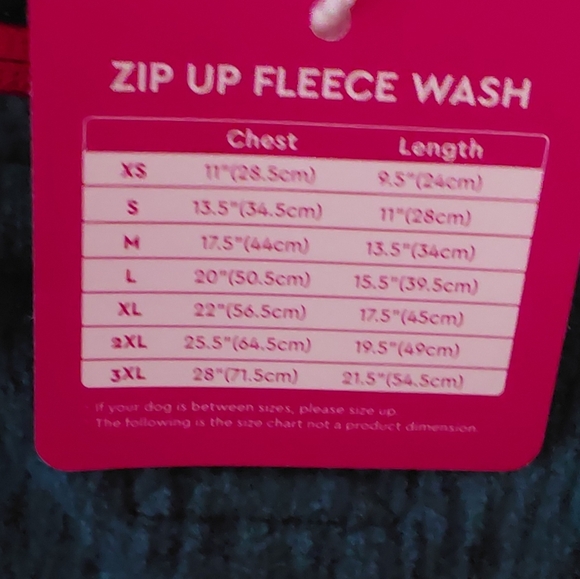 ZIP UP FLEECE WASH
Chest Length
XS 11"(28.5cm) 9.5"(24cm)
S 13.5"(34.5cm) 11"(28cm)
M 17.5"(44cm) 13.5"(34cm)
L 20"(50.5cm) 15.5"(39.5cm)
XL 22"(56.5cm) 17.5"(45cm)
2XL 25.5"(64.5cm) 19.5"(49cm)
3XL 28"(71.5cm) 21.5"(54.5cm)
If your dog is between sizes, please size up.
The following is the size chart not a product dimension.